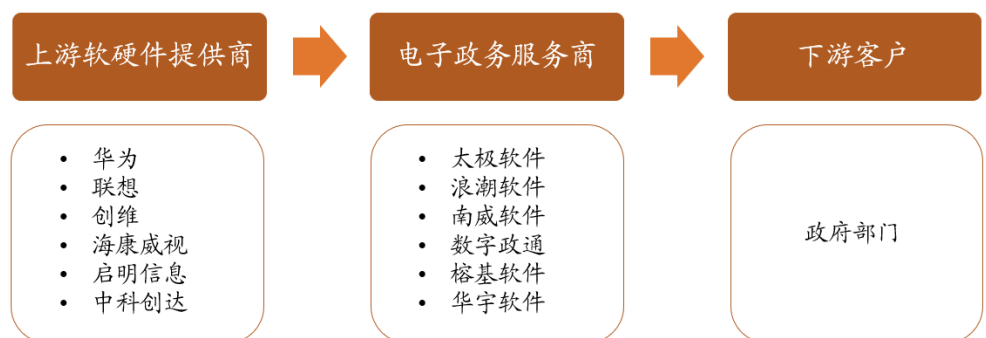 上游软硬件提供商
电子政务服务商
下游客户
• 华为
• 联想
• 创维
• 海康威视
• 启明信息
• 中科创达
• 太极软件
• 浪潮软件
• 南威软件
• 数字政通
• 榕基软件
• 华宇软件
政府部门